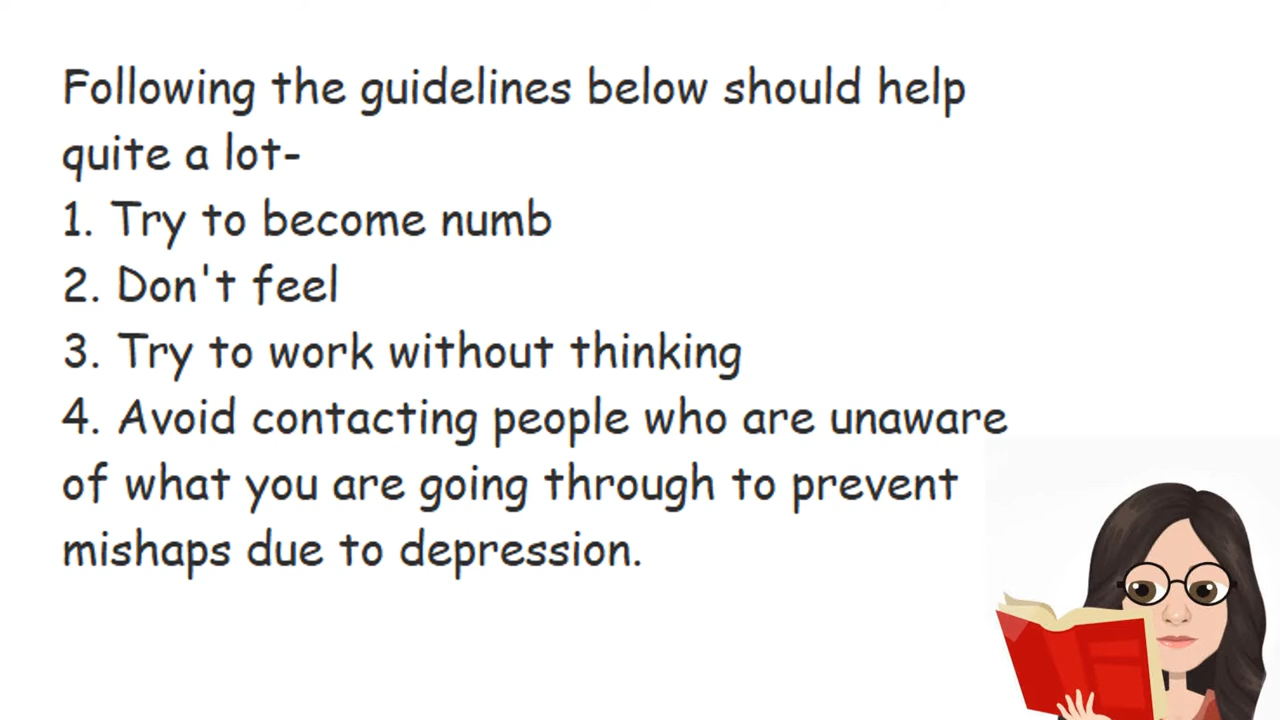 Following the guidelines below should help
quite a lot-
1. Try to become numb
2. Don't feel
3. Try to work without thinking
4. Avoid contacting people who are unaware
of what you are going through to prevent
mishaps due to depression.